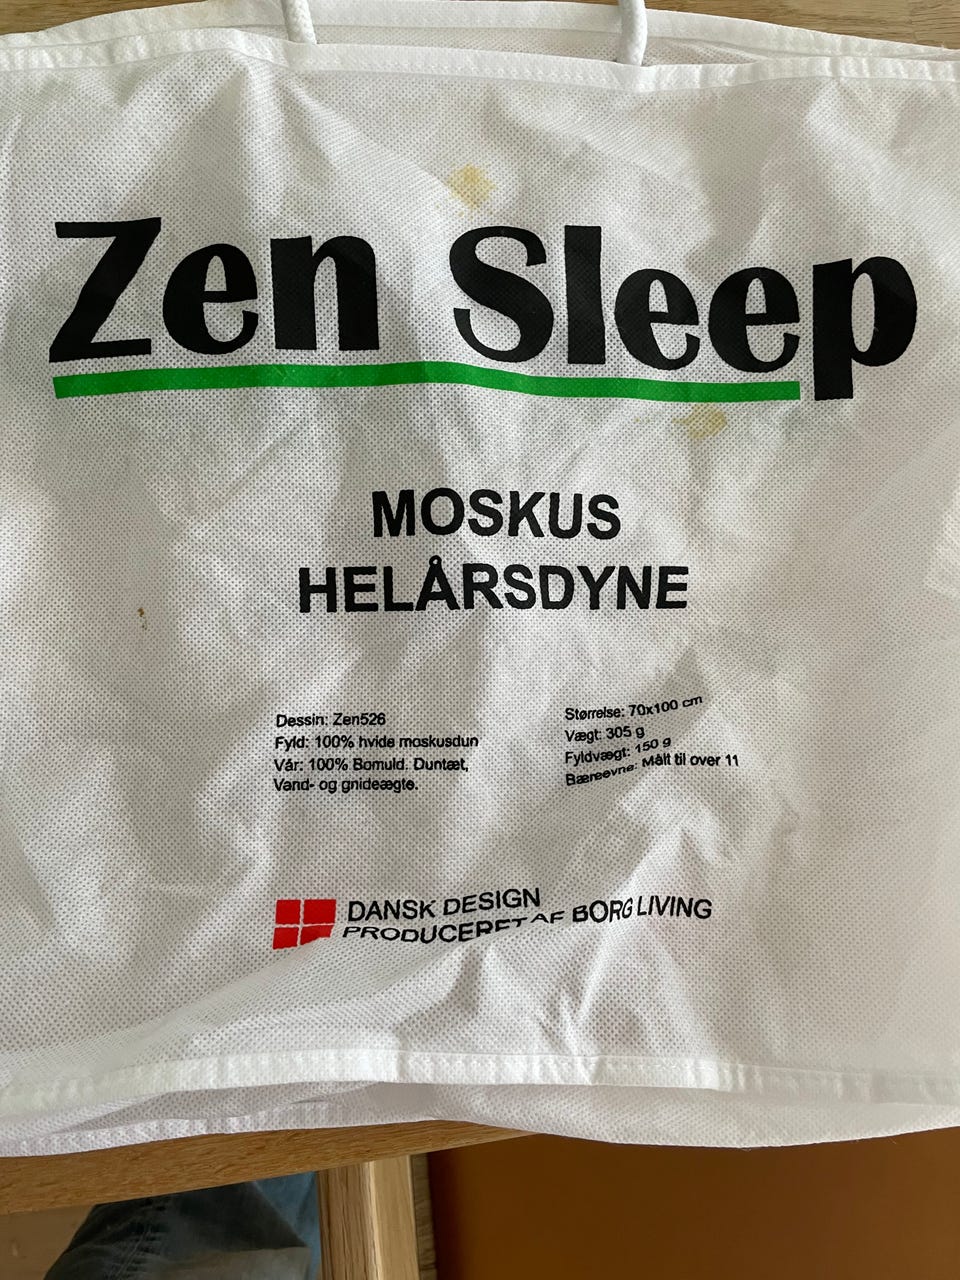 Zen Sleep
MOSKUS
HELÅRSDYNE
Dessin: Zen526
Fyld: 100% hvide moskusdun
Vår: 100% Bomuld. Duntæt,
Vand- og gnideægte.
Størrelse: 70x100 cm
Vægt: 305 g
Fyldvægt: 150 g
Bæreevne: Målt til over 11
DANSK DESIGN
PRODUCERET AF BORG LIVING